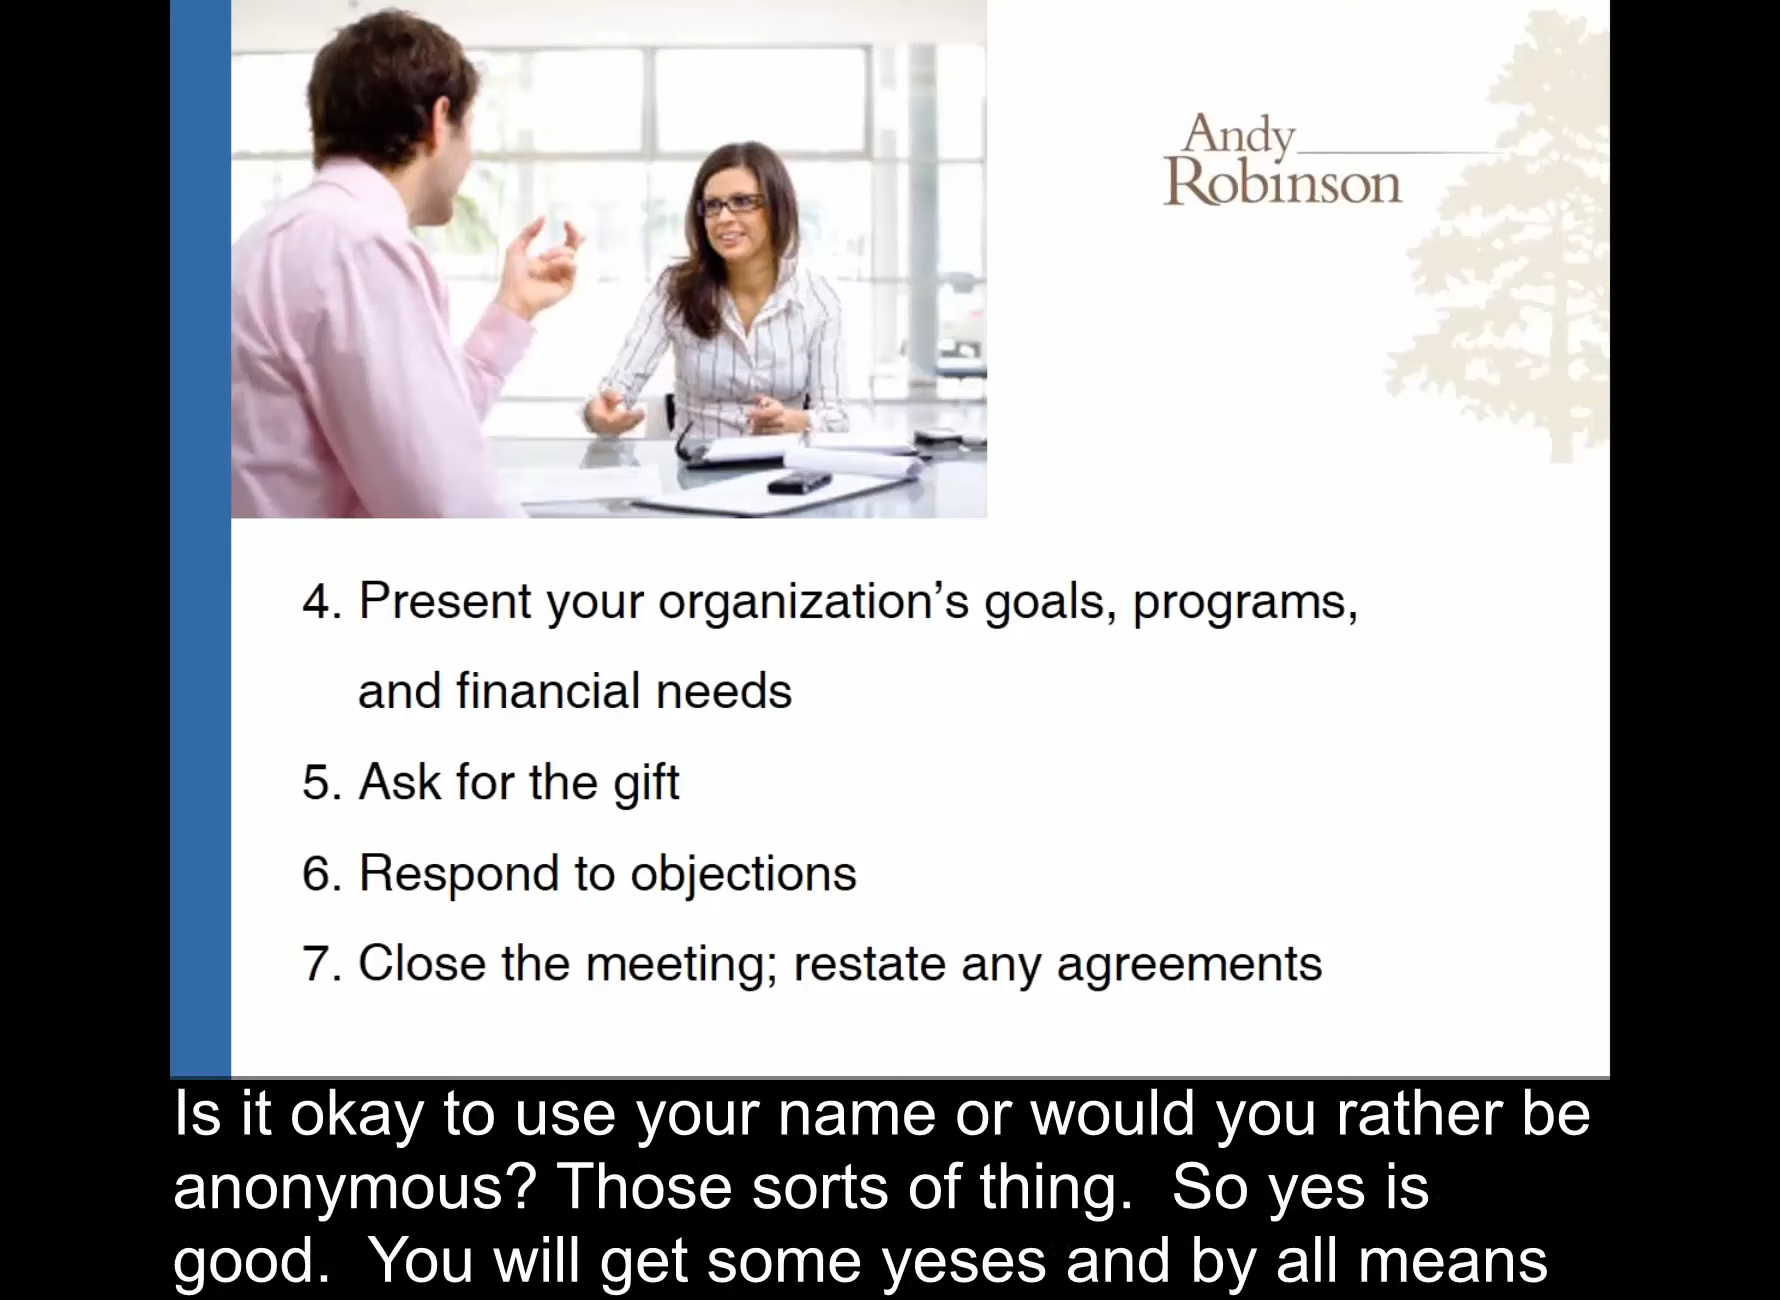 Andy
Robinson
4. Present your organization’s goals, programs,
and financial needs
5. Ask for the gift
6. Respond to objections
7. Close the meeting; restate any agreements
Is it okay to use your name or would you rather be
anonymous? Those sorts of thing.  So yes is
good.  You will get some yeses and by all means